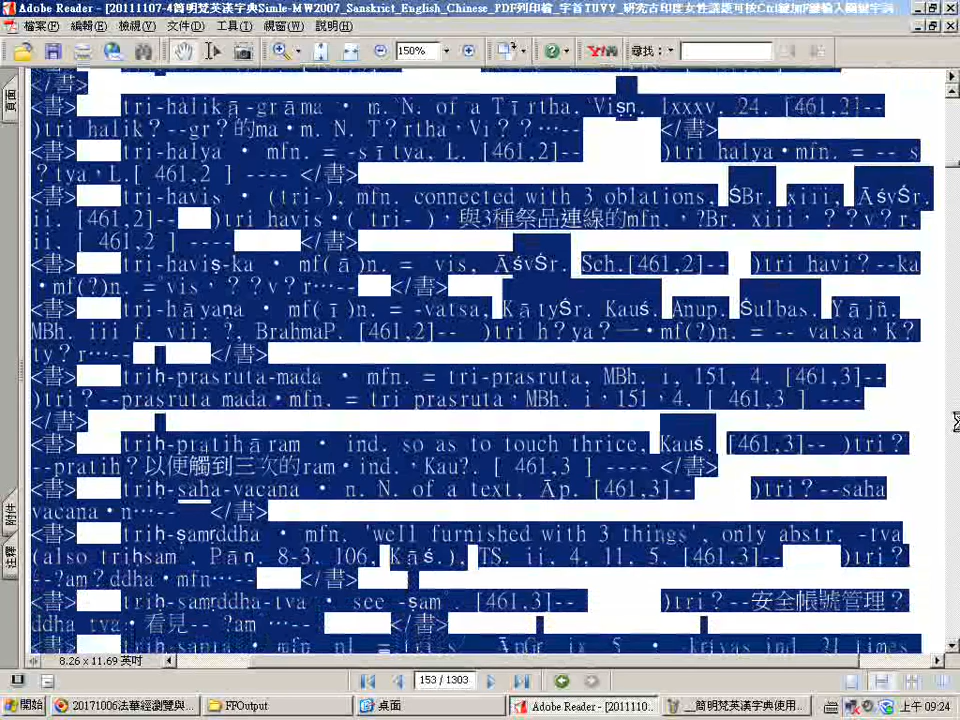 Adobe Reader - [20111107-4簡明梵英漢字典Simle-MW2007_Sanskrict_English_Chinese_PDF列印檔_字首TUVY_研究古印度女性議題可按Ctrl鍵加F鍵輸入關鍵字詞
檔案(F) 編輯(E) 檢視(V) 文件(D) 工具(T) 視窗(W) 說明(H)
150% 尋找:
頁面
</書>
<書> tri-halikā-grāma • m. N. of a Tīrtha, Viṣṇ. lxxxv, 24. [461,2]--
)tri halik?--gr?的ma•m. N. T?rtha,Vi??…-- </書>
<書> tri-halya • mfn. = -sītya, L. [461,2]-- )tri halya•mfn. = -- s
?tya,L.[ 461,2 ] ---- </書>
<書> tri-havis • (tri-), mfn. connected with 3 oblations, ŚBr. xiii, ĀśvŚr.
ii. [461,2]-- )tri havis•( tri- ),與3種祭品連線的mfn.,?Br. xiii,??v?r.
ii. [ 461,2 ] ---- </書>
<書> tri-haviṣ-ka • mf(ā)n. = vis, ĀśvŚr. Sch.[461,2]-- )tri havi?--ka
•mf(?)n. = vis,??v?r…-- </書>
<書> tri-hāyaṇa • mf(ī)n. = -vatsa, KātyŚr. Kauś. Anup. Śulbas. Yājñ.
MBh. iii f. vii: ?, BrahmaP. [461,2]-- )tri h?ya?一•mf(?)n. = -- vatsa,K?
ty?r…-- </書>
<書> triḥ-prasruta-mada • mfn. = tri-prasruta, MBh. i, 151, 4. [461,3]--
)tri?--prasruta mada•mfn. = tri prasruta,MBh. i,151,4. [ 461,3 ] ----
</書>
<書> triḥ-pratihāram • ind. so as to touch thrice, Kauś. [461,3]-- )tri?
--pratih?以便觸到三次的ram•ind.,Kau?. [ 461,3 ] ---- </書>
<書> triḥ-saha-vacana • n. N. of a text, Āp. [461,3]-- )tri?--saha
vacana•n…-- </書>
<書> triḥ-ṣamṛddha • mfn. 'well furnished with 3 things', only abstr. -tva
(also triḥsam°, Pāṇ. 8-3, 106, Kāś.), TS. ii, 4, 11, 5. [461,3]-- )tri?
--?am?ddha•mfn…-- </書>
<書> triḥ-samṛddha-tva • see -ṣam°. [461,3]-- )tri?--安全帳號管理?
ddha tva•看見-- ?am …-- </書>
附件
注釋
8.26 x 11.69 英吋
153 / 1303
開始 20171006法華經瀏覽與... FFOutput 桌面 Adobe Reader - [2011110... __簡明梵英漢字典使用... 上午 09:24